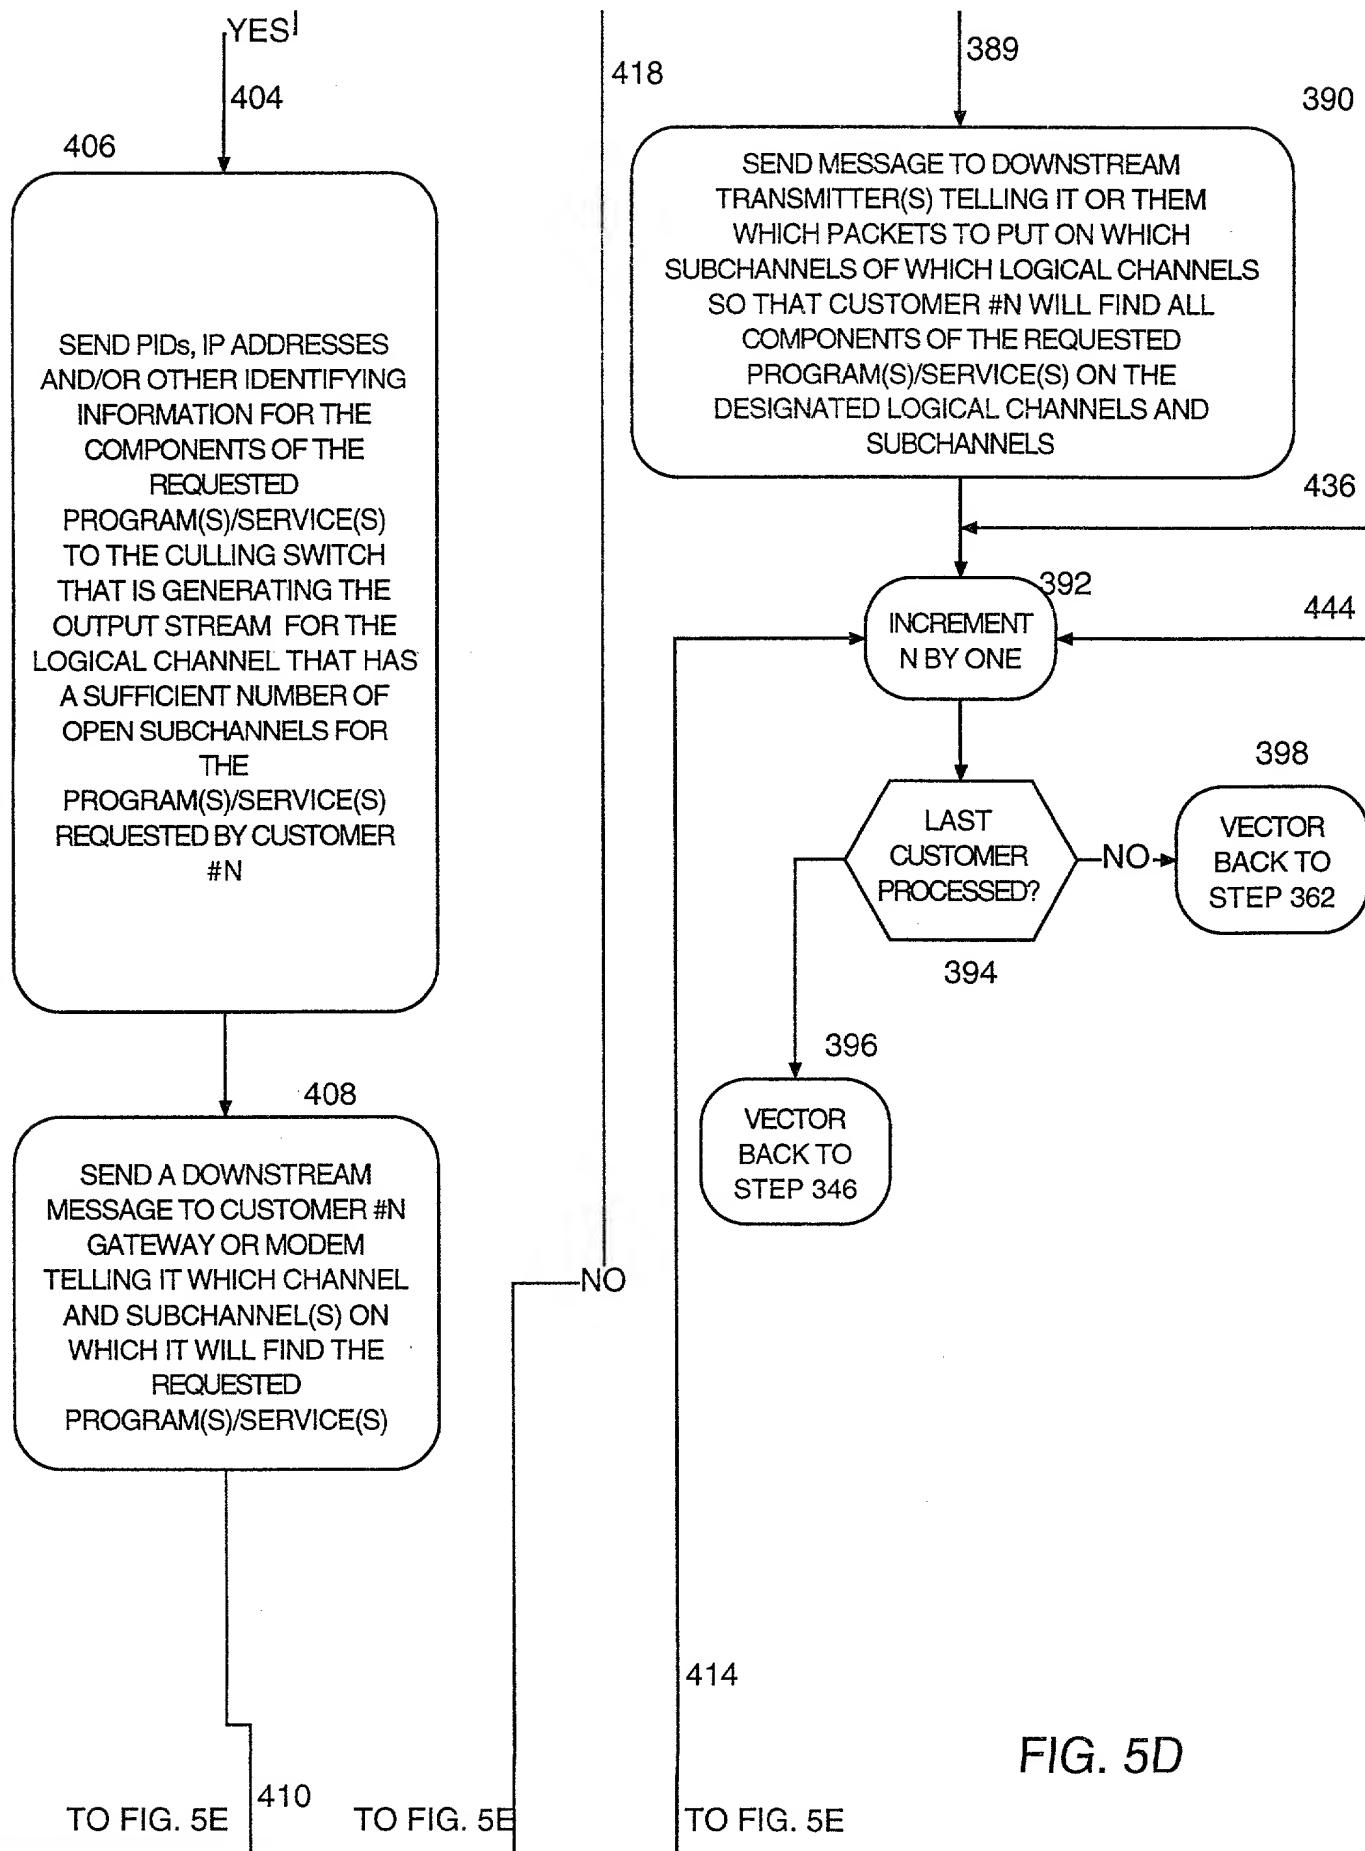 YES
404
406
SEND PIDs, IP ADDRESSES
AND/OR OTHER IDENTIFYING
INFORMATION FOR THE
COMPONENTS OF THE
REQUESTED
PROGRAM(S)/SERVICE(S)
TO THE CULLING SWITCH
THAT IS GENERATING THE
OUTPUT STREAM FOR THE
LOGICAL CHANNEL THAT HAS
A SUFFICIENT NUMBER OF
OPEN SUBCHANNELS FOR
THE
PROGRAM(S)/SERVICE(S)
REQUESTED BY CUSTOMER
#N
408
SEND A DOWNSTREAM
MESSAGE TO CUSTOMER #N
GATEWAY OR MODEM
TELLING IT WHICH CHANNEL
AND SUBCHANNEL(S) ON
WHICH IT WILL FIND THE
REQUESTED
PROGRAM(S)/SERVICE(S)
410
TO FIG. 5E
418
NO
TO FIG. 5E
389
390
SEND MESSAGE TO DOWNSTREAM
TRANSMITTER(S) TELLING IT OR THEM
WHICH PACKETS TO PUT ON WHICH
SUBCHANNELS OF WHICH LOGICAL CHANNELS
SO THAT CUSTOMER #N WILL FIND ALL
COMPONENTS OF THE REQUESTED
PROGRAM(S)/SERVICE(S) ON THE
DESIGNATED LOGICAL CHANNELS AND
SUBCHANNELS
436
392
INCREMENT
N BY ONE
444
LAST
CUSTOMER
PROCESSED?
394
NO
398
VECTOR
BACK TO
STEP 362
396
VECTOR
BACK TO
STEP 346
414
TO FIG. 5E
FIG. 5D